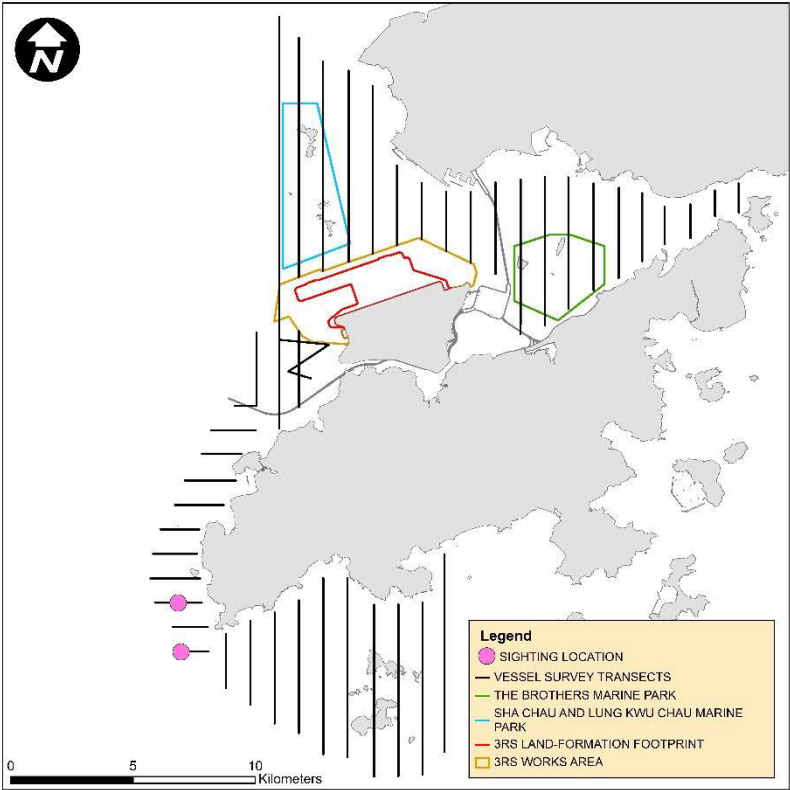 N
Legend
SIGHTING LOCATION
VESSEL SURVEY TRANSECTS
THE BROTHERS MARINE PARK
SHA CHAU AND LUNG KWU CHAU MARINE
PARK
3RS LAND-FORMATION FOOTPRINT
3RS WORKS AREA
0 5 10
Kilometers